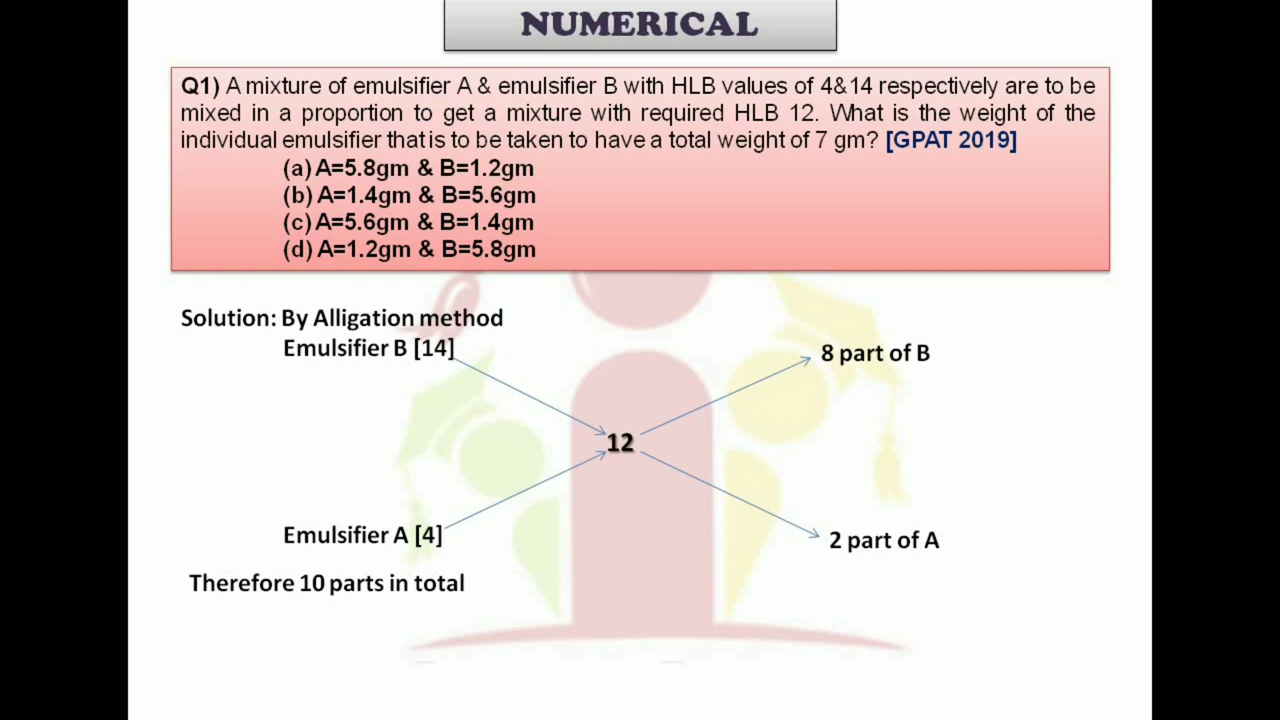 NUMERICAL
Q1) A mixture of emulsifier A & emulsifier B with HLB values of 4&14 respectively are to be
mixed in a proportion to get a mixture with required HLB 12. What is the weight of the
individual emulsifier that is to be taken to have a total weight of 7 gm? [GPAT 2019]
(a) A=5.8gm & B=1.2gm
(b) A=1.4gm & B=5.6gm
(c) A=5.6gm & B=1.4gm
(d) A=1.2gm & B=5.8gm
Solution: By Alligation method
Emulsifier B [14]
8 part of B
12
Emulsifier A [4]
2 part of A
Therefore 10 parts in total